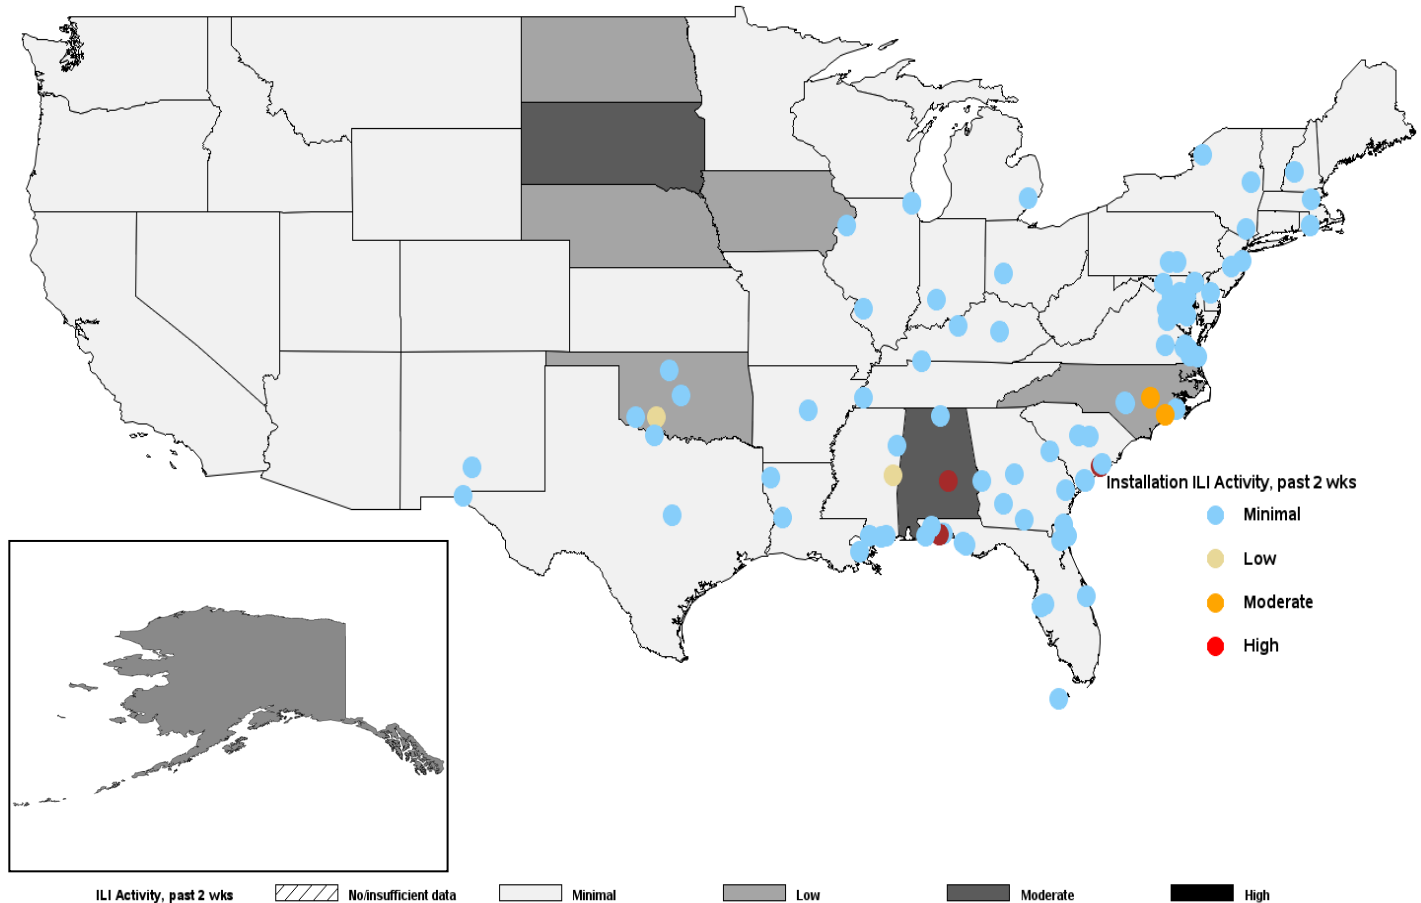 Installation ILI Activity, past 2 wks
Minimal
Low
Moderate
High
ILI Activity, past 2 wks No/insufficient data Minimal Low Moderate High